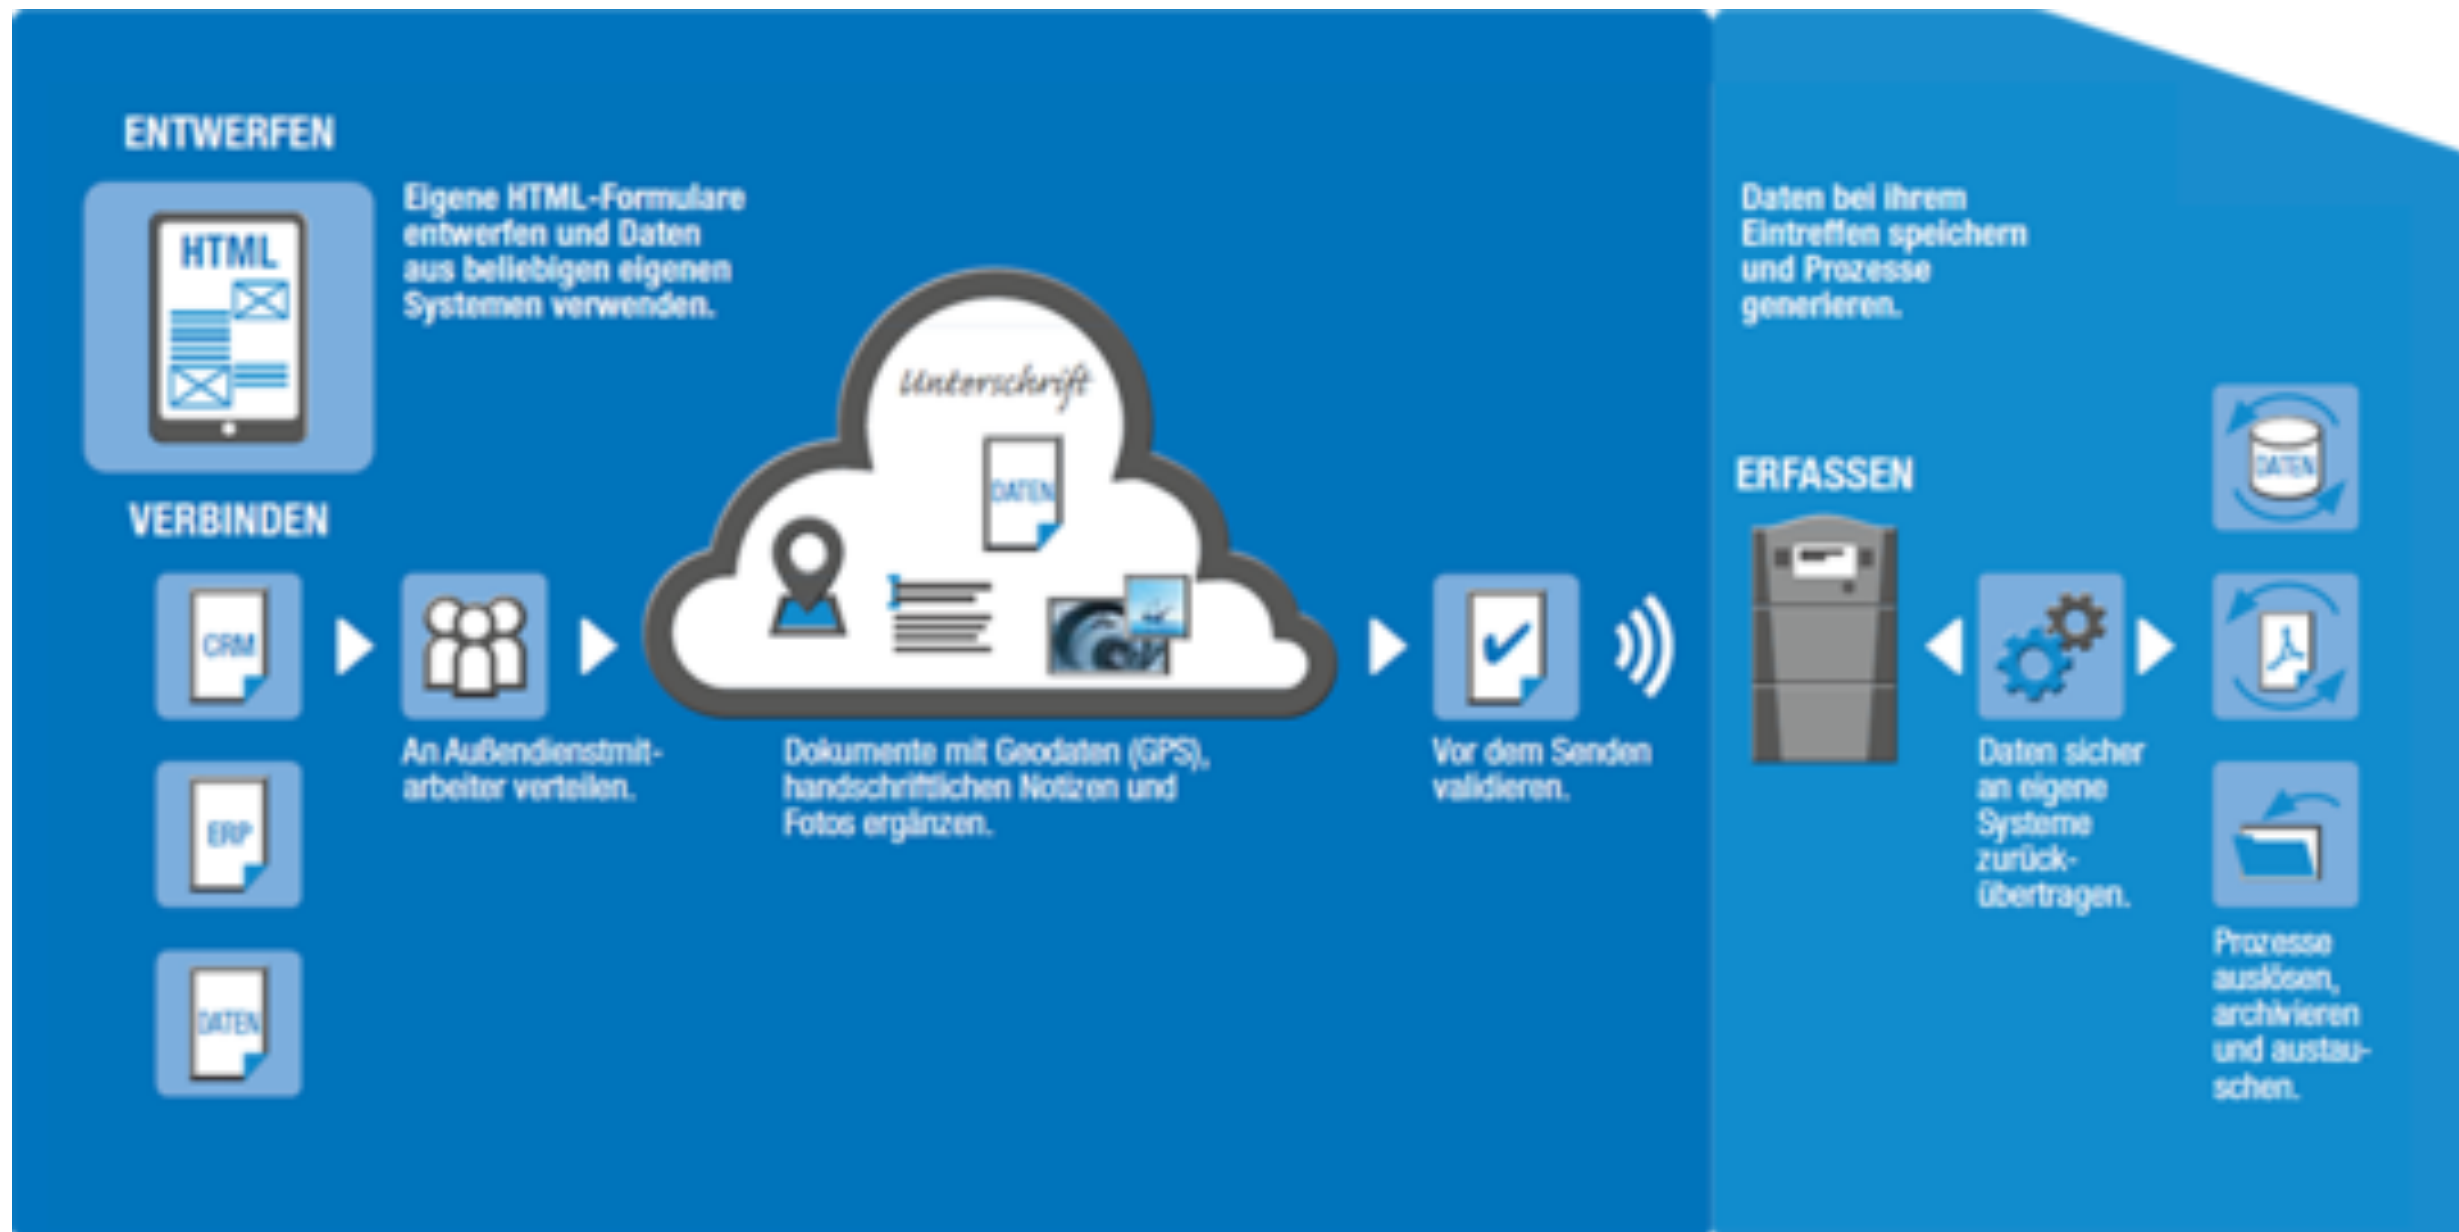 ENTWERFEN
HTML
Eigene HTML-Formulare
entwerfen und Daten
aus beliebigen eigenen
Systemen verwenden.
VERBINDEN
CRM
ERP
DATEN
An Außendienstmit-
arbeiter verteilen.
Unterschrift
DATEN
Dokumente mit Geodaten (GPS),
handschriftlichen Notizen und
Fotos ergänzen.
Vor dem Senden
validieren.
Daten bei ihrem
Eintreffen speichern
und Prozesse
generieren.
ERFASSEN
Daten sicher
an eigene
Systeme
zurück-
übertragen.
DATEN
Prozesse
auslösen,
archivieren
und austau-
schen.